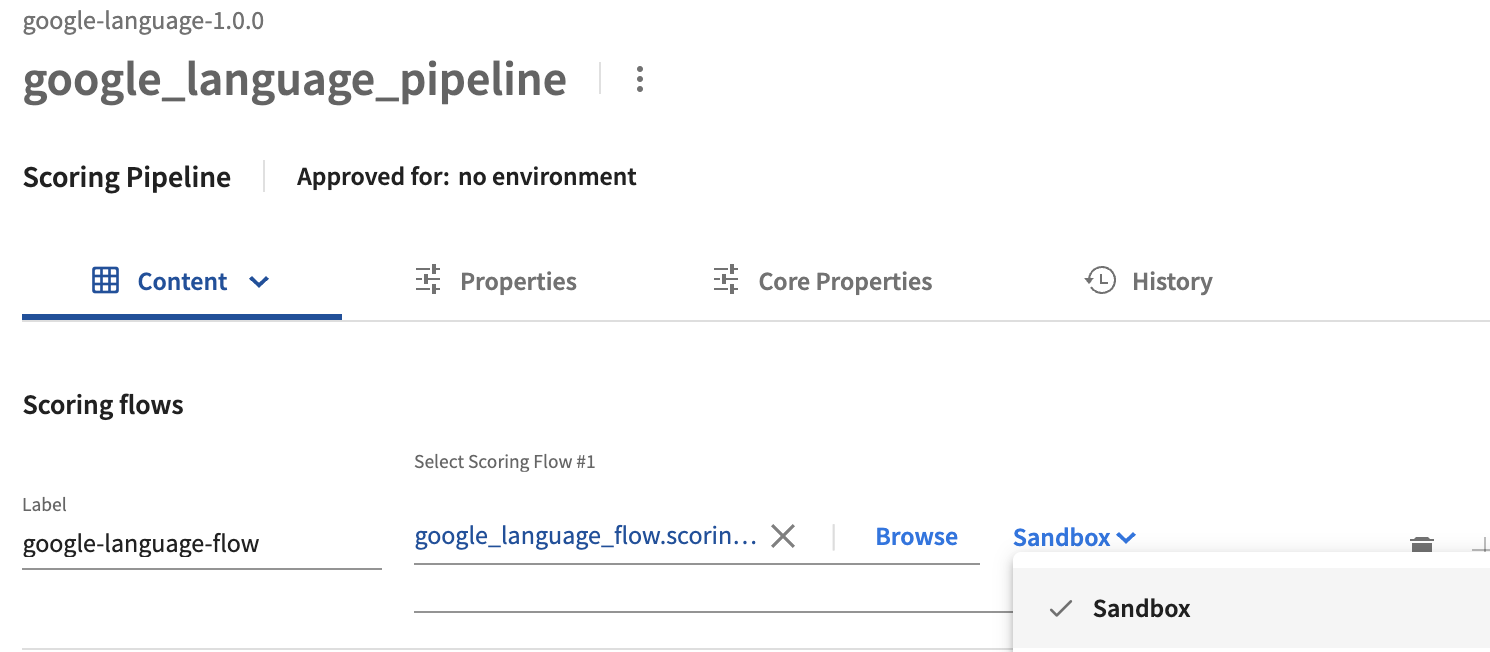 google-language-1.0.0
google_language_pipeline
Scoring Pipeline Approved for: no environment
Content Properties Core Properties History
Scoring flows
Select Scoring Flow #1
Label
google-language-flow google_language_flow.scorin... Browse Sandbox
Sandbox